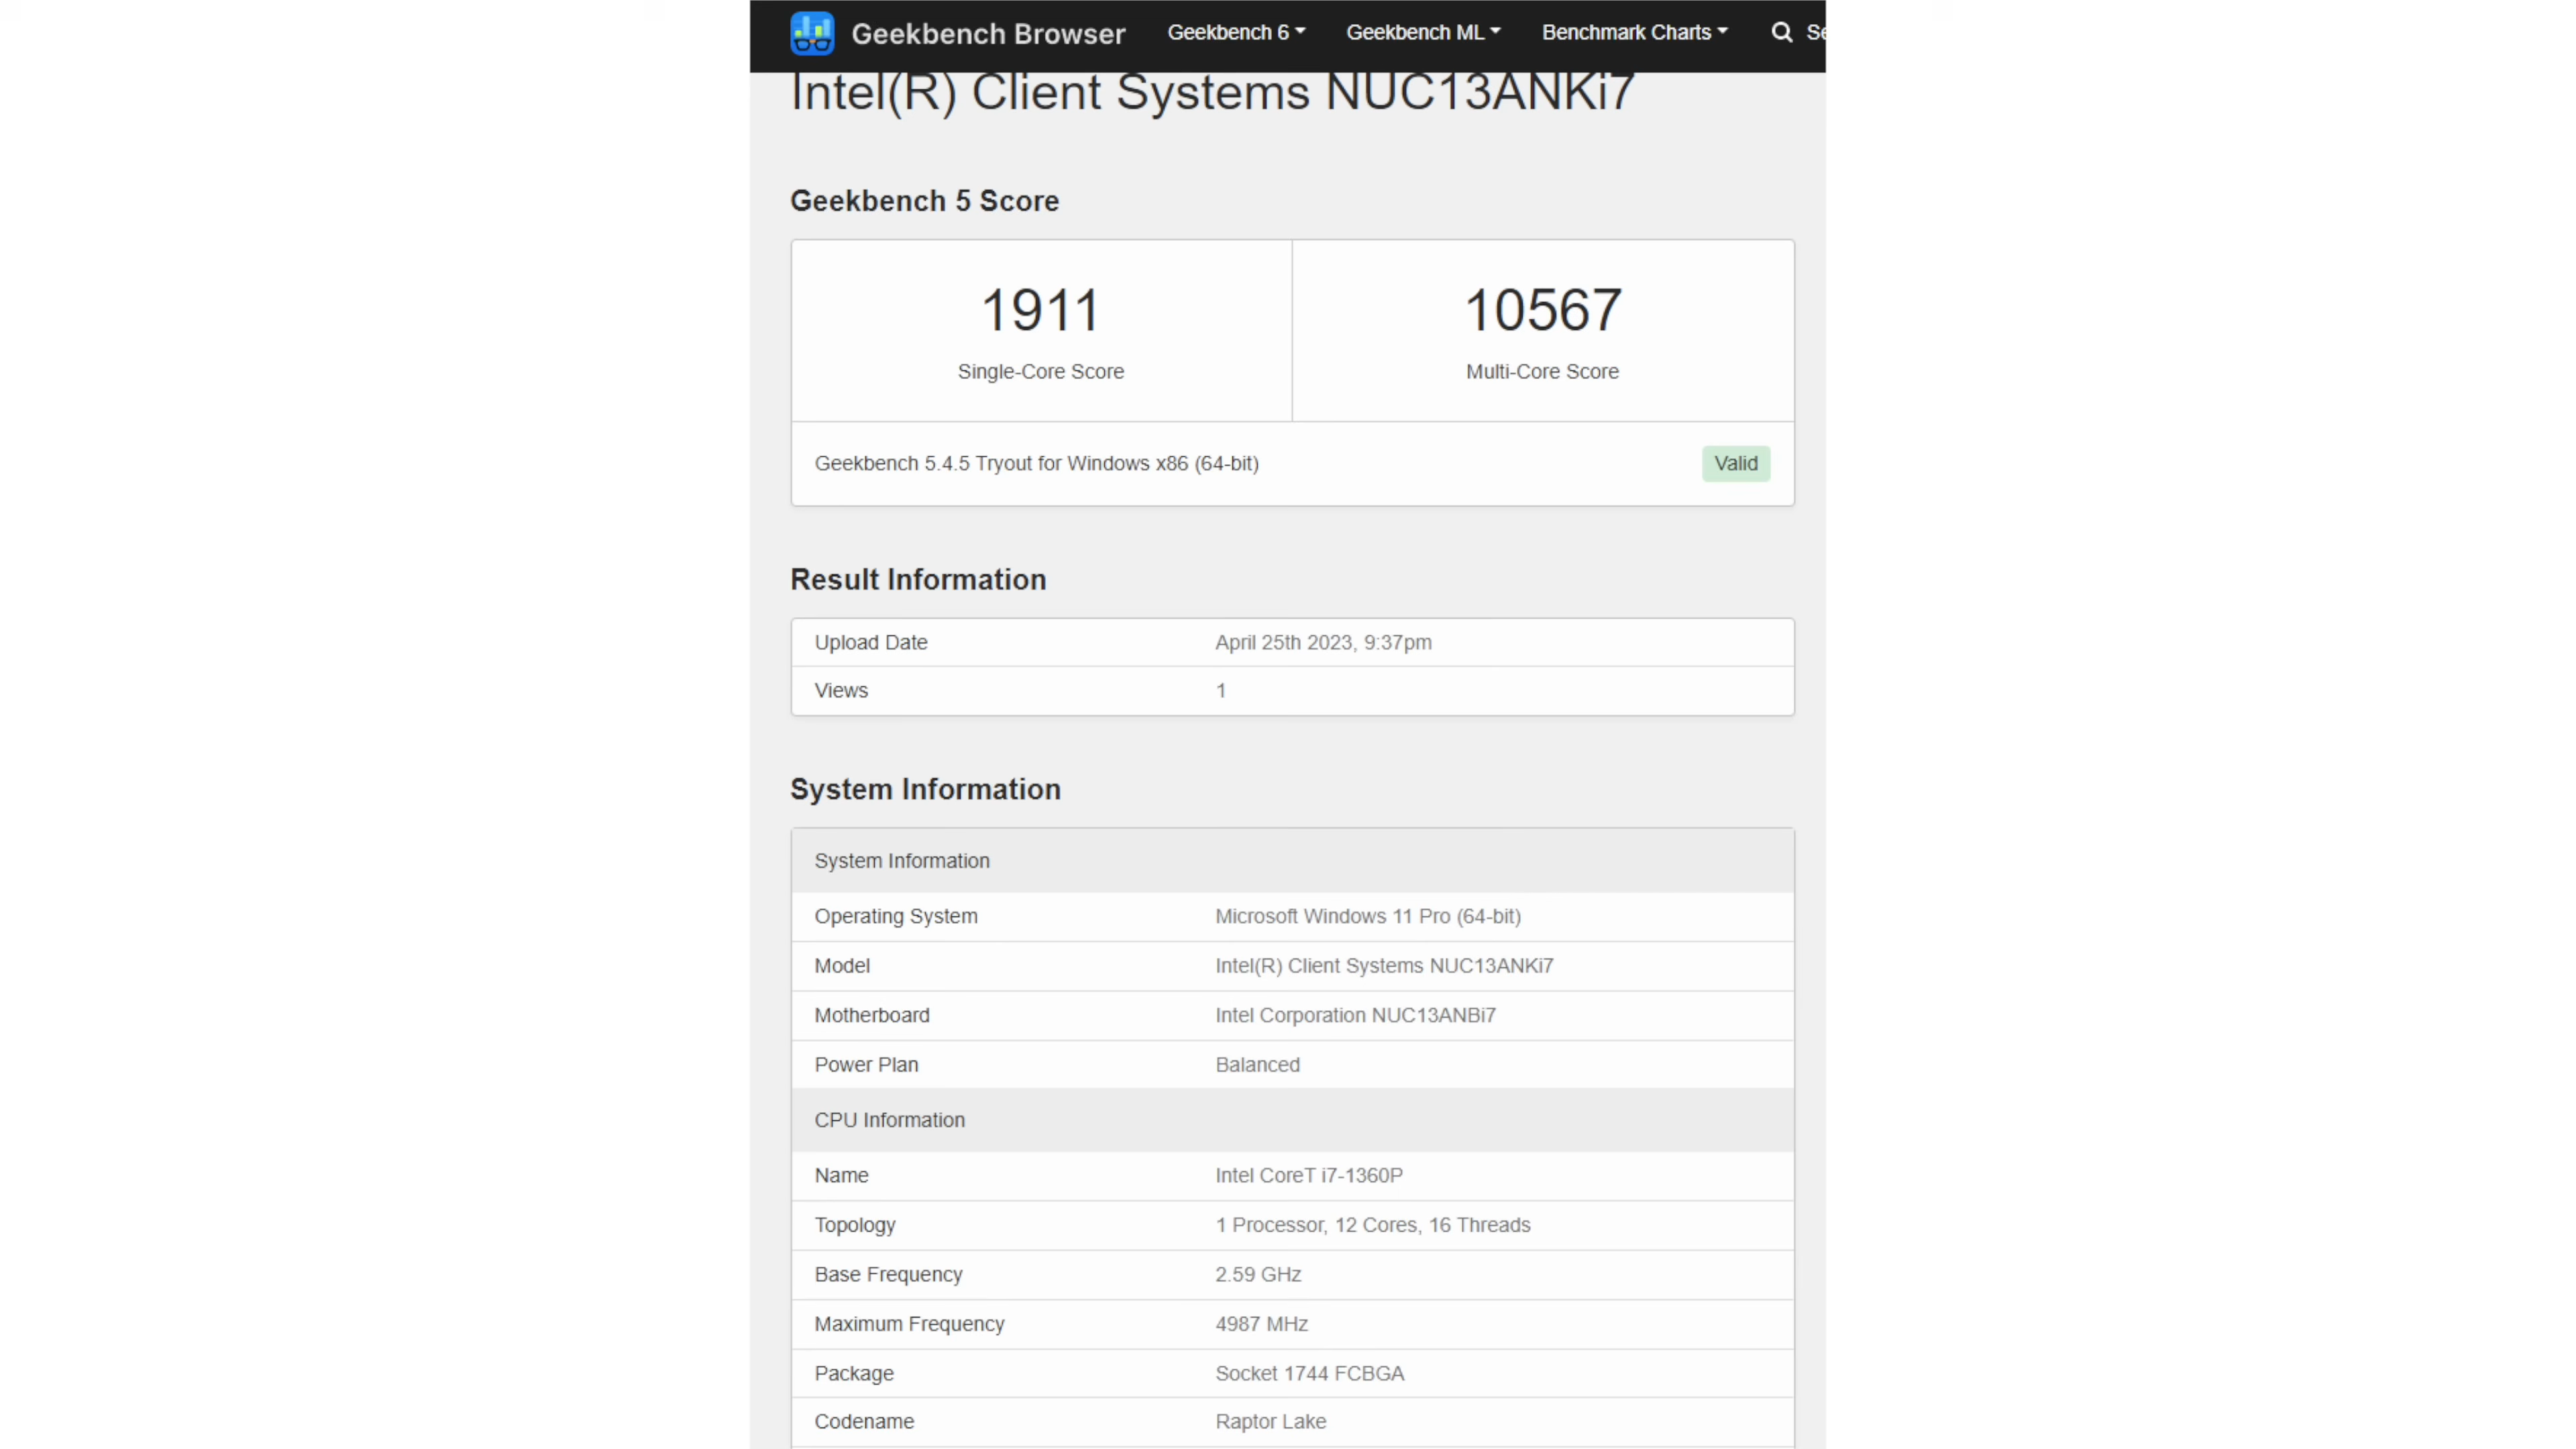 Geekbench Browser Geekbench 6 Geekbench ML Benchmark Charts
Intel(R) Client Systems NUC13ANKi7
Geekbench 5 Score
1911 10567
Single-Core Score Multi-Core Score
Geekbench 5.4.5 Tryout for Windows x86 (64-bit) Valid
Result Information
Upload Date April 25th 2023, 9:37pm
Views 1
System Information
System Information
Operating System Microsoft Windows 11 Pro (64-bit)
Model Intel(R) Client Systems NUC13ANKi7
Motherboard Intel Corporation NUC13ANBi7
Power Plan Balanced
CPU Information
Name Intel CoreT i7-1360P
Topology 1 Processor, 12 Cores, 16 Threads
Base Frequency 2.59 GHz
Maximum Frequency 4987 MHz
Package Socket 1744 FCBGA
Codename Raptor Lake